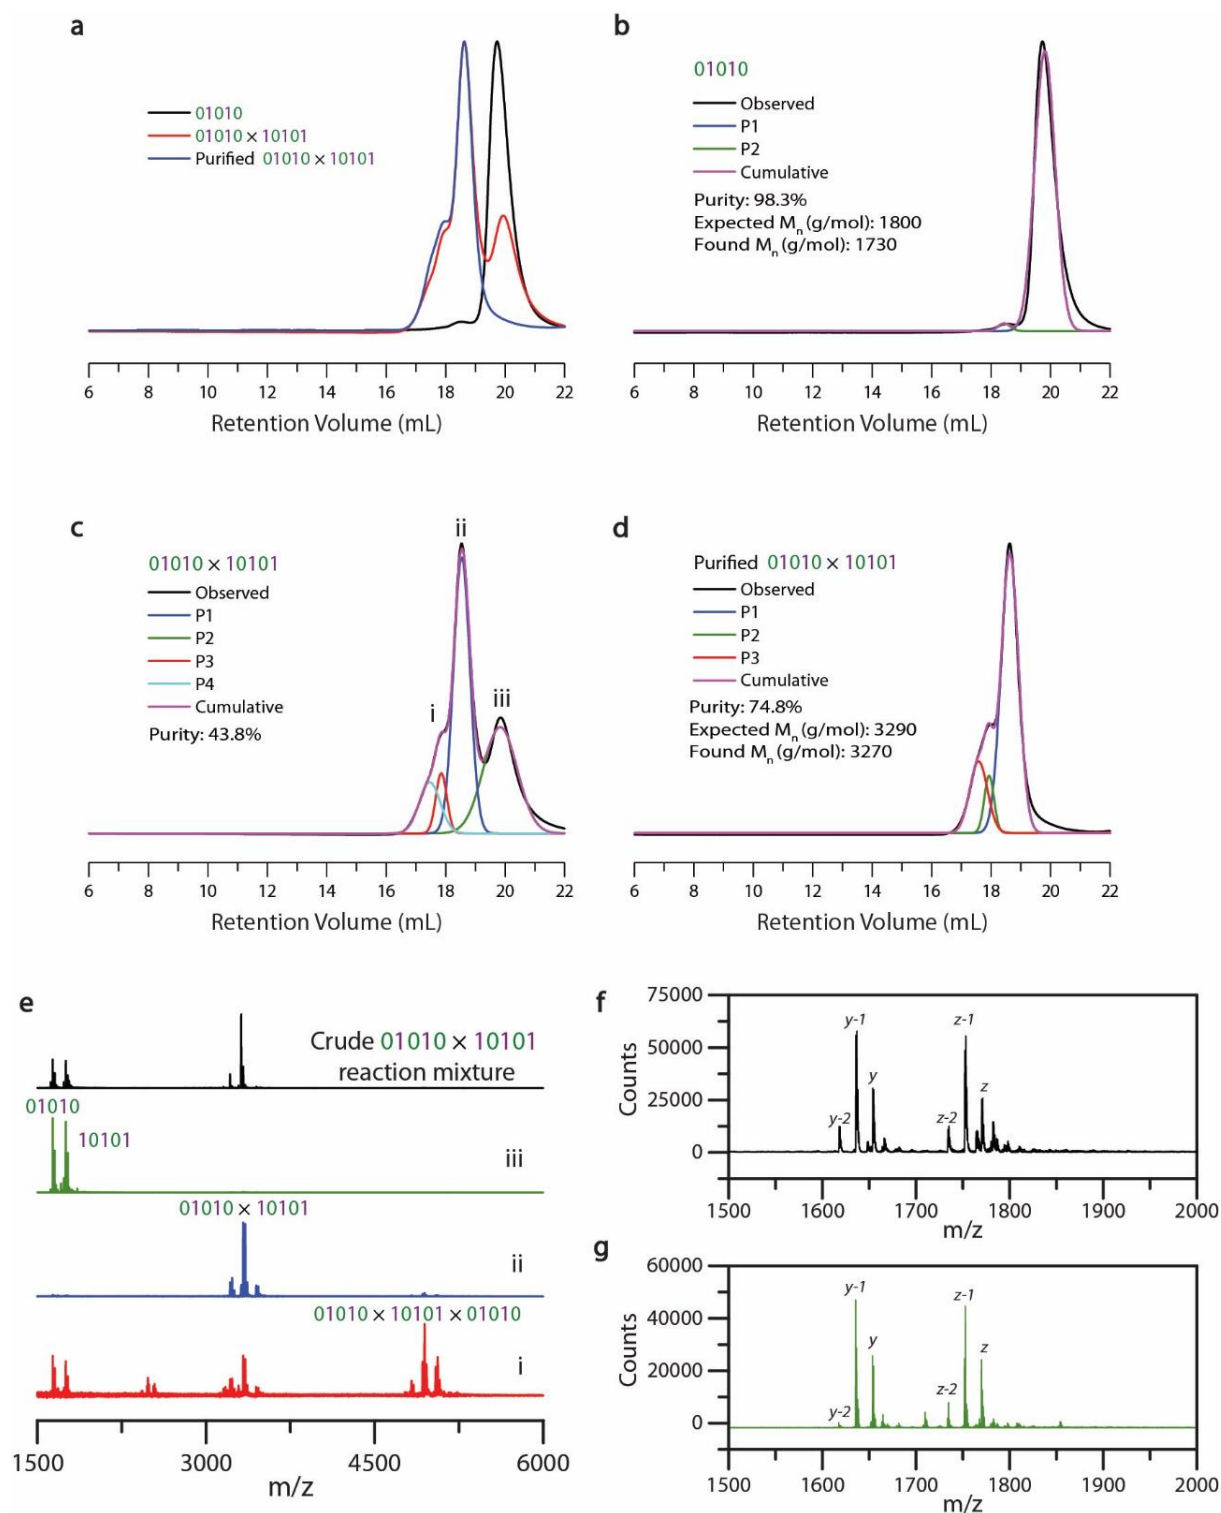 a
01010
01010 × 10101
Purified 01010 × 10101
6 8 10 12 14 16 18 20 22
Retention Volume (mL)
b
01010
Observed
P1
P2
Cumulative
Purity: 98.3%
Expected Mn (g/mol): 1800
Found Mn (g/mol): 1730
6 8 10 12 14 16 18 20 22
Retention Volume (mL)
c
01010 × 10101
Observed
P1
P2
P3
P4
Cumulative
Purity: 43.8%
i
ii
iii
6 8 10 12 14 16 18 20 22
Retention Volume (mL)
d
Purified 01010 × 10101
Observed
P1
P2
P3
Cumulative
Purity: 74.8%
Expected Mn (g/mol): 3290
Found Mn (g/mol): 3270
6 8 10 12 14 16 18 20 22
Retention Volume (mL)
e
Crude 01010 × 10101
reaction mixture
01010
10101
iii
01010 × 10101
ii
01010 × 10101 × 01010
i
1500 3000 4500 6000
m/z
f
75000
50000
25000
0
Counts
y-2
y-1
y
z-2
z-1
z
1500 1600 1700 1800 1900 2000
m/z
g
60000
40000
20000
0
Counts
y-2
y-1
y
z-2
z-1
z
1500 1600 1700 1800 1900 2000
m/z